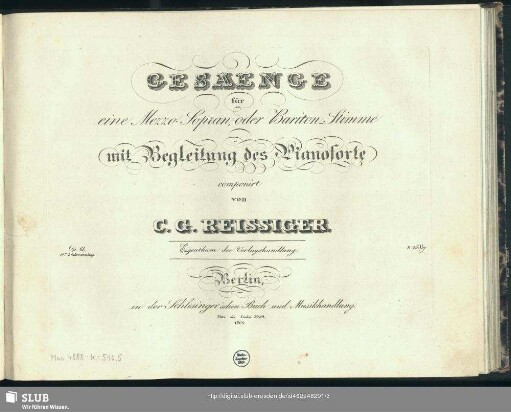 GESAENGE
für
eine Mezzo-Sopran, oder Bariton-Stimme
mit Begleitung des Pianoforte
componirt
von
C. G. REISSIGER.
Eigenthum der Verlagshandlung.
Berlin,
in der Schlesinger'schen Buch und Musikhandlung.
SLUB
Wir führen Wissen.